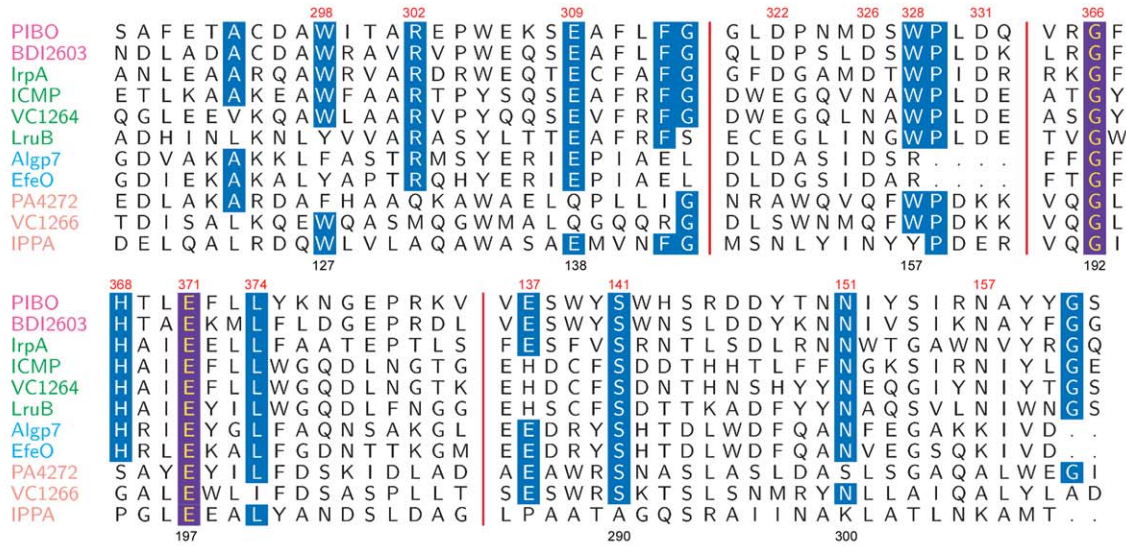 298 302 309 322 326 328 331 366
PIBO S A F E T A C D A W I T A R E P W E K S E A F L F G G L D P N M D S W P L D Q V R G F
BDI2603 N D L A D A C D A W R A V R V P W E Q S E A F L F G Q L D P S L D S W P L D K V R G F
IrpA A N L E A A R Q A W R V A R D R W E Q T E C F A F G G F D G A M D T W P I D R R K G F
ICMP E T L K A A K E A W F A A R T P Y S Q S E A F R F G D W E G Q V N A W P L D E A T G Y
VC1264 Q G L E E V K Q A W L A A R V P Y Q Q S E V F R F G D W E G Q L N A W P L D E A S G Y
LruB A D H I N L K N L Y V V A R A S Y L T T E A F R F S E C E G L I N G W P L D E T V G W
Algp7 G D V A K A K K L F A S T R M S Y E R I E P I A E L D L D A S I D S R . . . . F F G F
EfeO G D I E K A K A L Y A P T R Q H Y E R I E P I A E L D L D G S I D A R . . . . F T G F
PA4272 E D L A K A R D A F H A A Q K A W A E L Q P L L I G N R A W Q V Q F W P D K K V Q G L
VC1266 T D I S A L K Q E W Q A S M Q G W M A L Q G Q Q R G D L S W N M Q F W P D K K V Q G L
IPPA D E L Q A L R D Q W L V L A Q A W A S A E M V N F G M S N L Y I N Y Y P D E R V Q G I
127 138 157 192
368 371 374 137 141 151 157
PIBO H T L E F L L Y K N G E P R K V V E S W Y S W H S R D D Y T N N I Y S I R N A Y Y G S
BDI2603 H T A E K M L F L D G E P R D L V E S W Y S W N S L D D Y K N N I V S I K N A Y F G G
IrpA H A I E E L L F A A T E P T L S F E S F V S R N T L S D L R N N W T G A W N V Y R G Q
ICMP H A I E F L L W G Q D L N G T G E H D C F S D D T H H T L F F N G K S I R N I Y L G E
VC1264 H A I E F L L W G Q D L N G T K E H D C F S D N T H N S H Y Y N E Q G I Y N I Y T G S
LruB H A I E Y I L W G Q D L F N G G E H S C F S D T T K A D F Y Y N A Q S V L N I W N G S
Algp7 H R I E Y G L F A Q N S A K G L E E D R Y S H T D L W D F Q A N F E G A K K I V D . .
EfeO H R L E K A L F G D N T T K G M E E D R Y S H T D L W D F Q A N V E G S Q K I V D . .
PA4272 S A Y E Y I L F D S K I D L A D A E A W R S N A S L A S L D A S L S G A Q A L W E G I
VC1266 G A L E W L I F D S A S P L L T S E S W R S K T S L S N M R Y N L L A I Q A L Y L A D
IPPA P G L E E A L Y A N D S L D A G L P A A T A G Q S R A I I N A K L A T L N K A M T . .
197 290 300